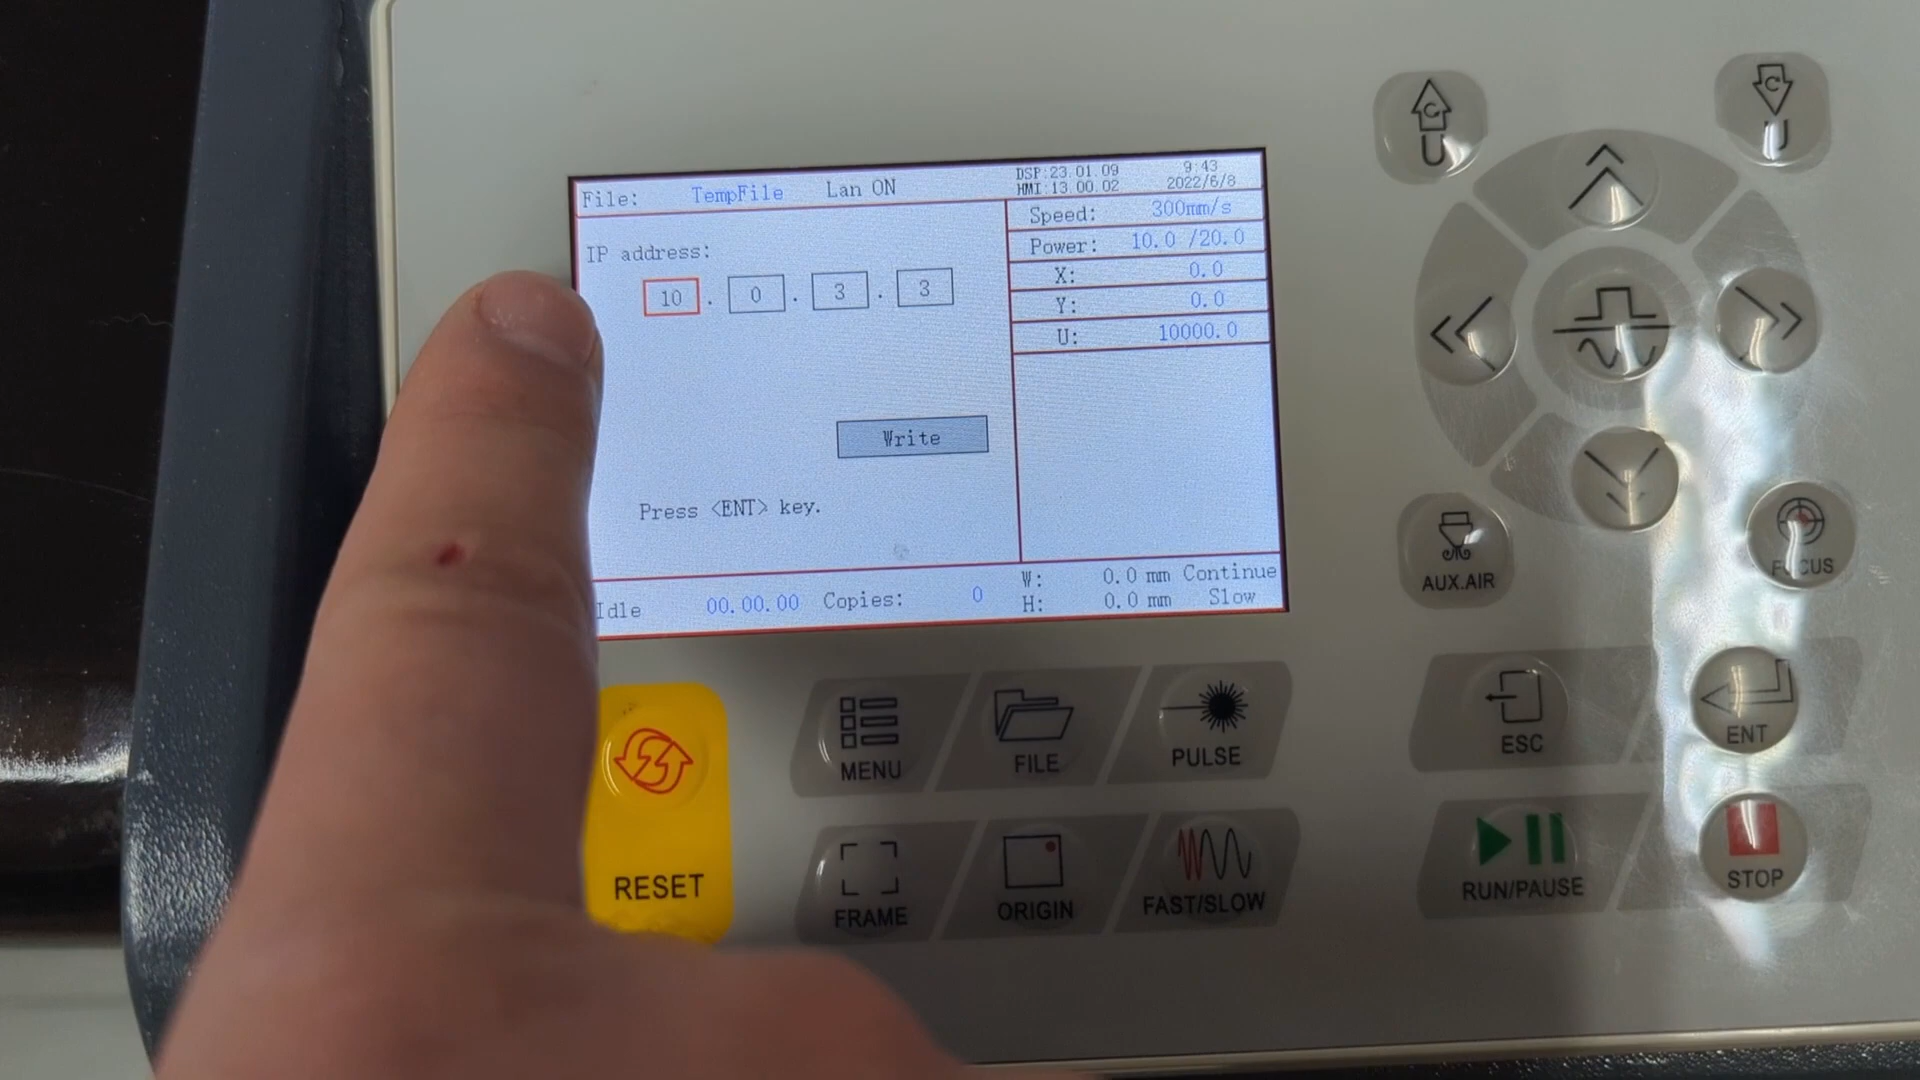 File: TempFile Lan ON
DSP:23.01.09 9:43
HMI:13.00.02 2022/6/8
IP address:
10 . 0 . 3 . 3
Write
Press <ENT> key.
Speed: 300mm/s
Power: 10.0 /20.0
X: 0.0
Y: 0.0
U: 10000.0
Idle 00.00.00 Copies: 0
W: 0.0 mm Continue
H: 0.0 mm Slow
U
U
AUX.AIR
FOCUS
RESET
MENU
FILE
PULSE
ESC
ENT
FRAME
ORIGIN
FAST/SLOW
RUN/PAUSE
STOP